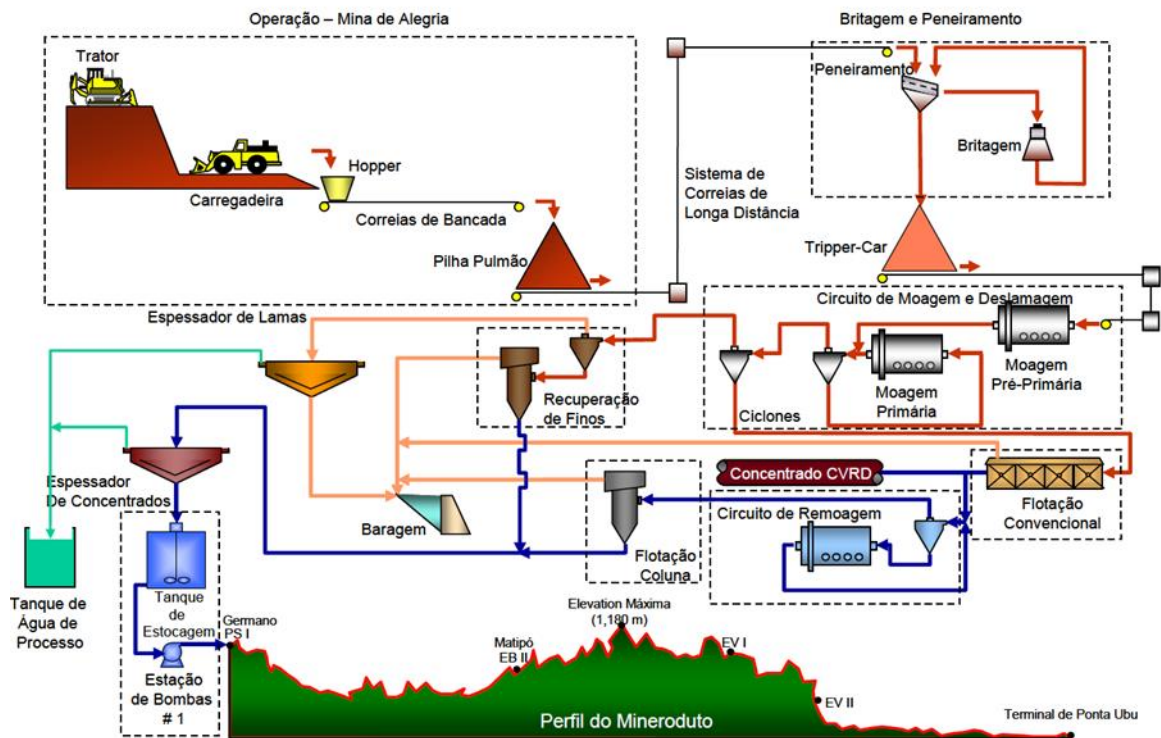 Operação – Mina de Alegria
Britagem e Peneiramento
Trator
Peneiramento
Hopper
Britagem
Carregadeira
Correias de Bancada
Sistema de
Correias de
Longa Distância
Pilha Pulmão
Tripper-Car
Circuito de Moagem e Deslamagem
Espessador de Lamas
Moagem
Pré-Primária
Moagem
Primária
Recuperação
de Finos
Ciclones
Espessador
De Concentrados
Concentrado CVRD
Flotação
Convencional
Circuito de Remoagem
Baragem
Flotação
Coluna
Tanque de
Água de
Processo
Tanque
de
Estocagem
Estação
de Bombas
# 1
Germano
PS I
Matipó
EB II
Elevation Máxima
(1,180 m)
EV I
EV II
Terminal de Ponta Ubu
Perfil do Mineroduto